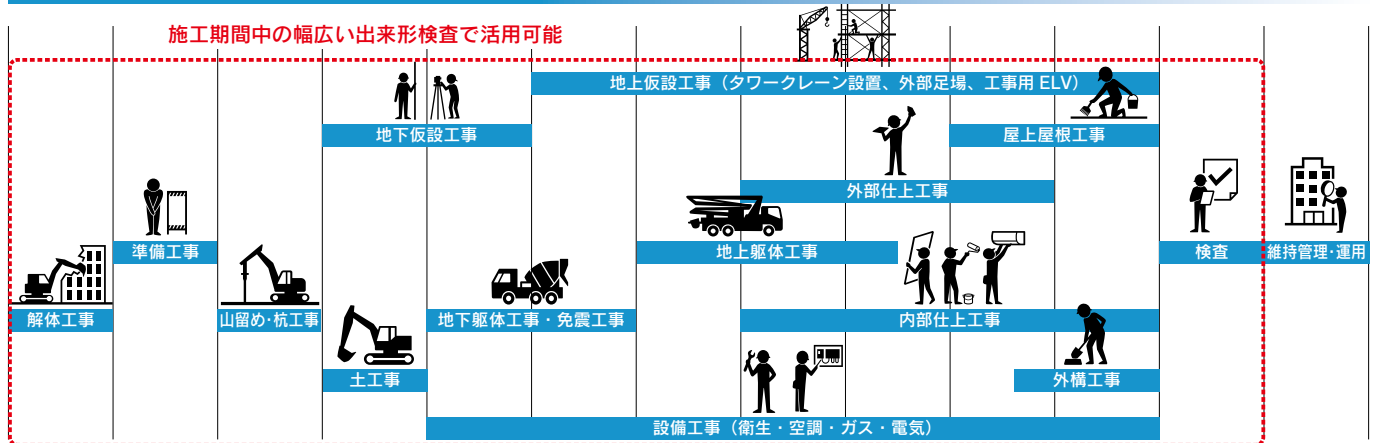 施工期間中の幅広い出来形検査で活用可能
地上仮設工事（タワークレーン設置、外部足場、工事用 ELV）
地下仮設工事
屋上屋根工事
外部仕上工事
準備工事
地上躯体工事
検査
維持管理・運用
解体工事
山留め・杭工事
地下躯体工事・免震工事
内部仕上工事
土工事
外構工事
設備工事（衛生・空調・ガス・電気）